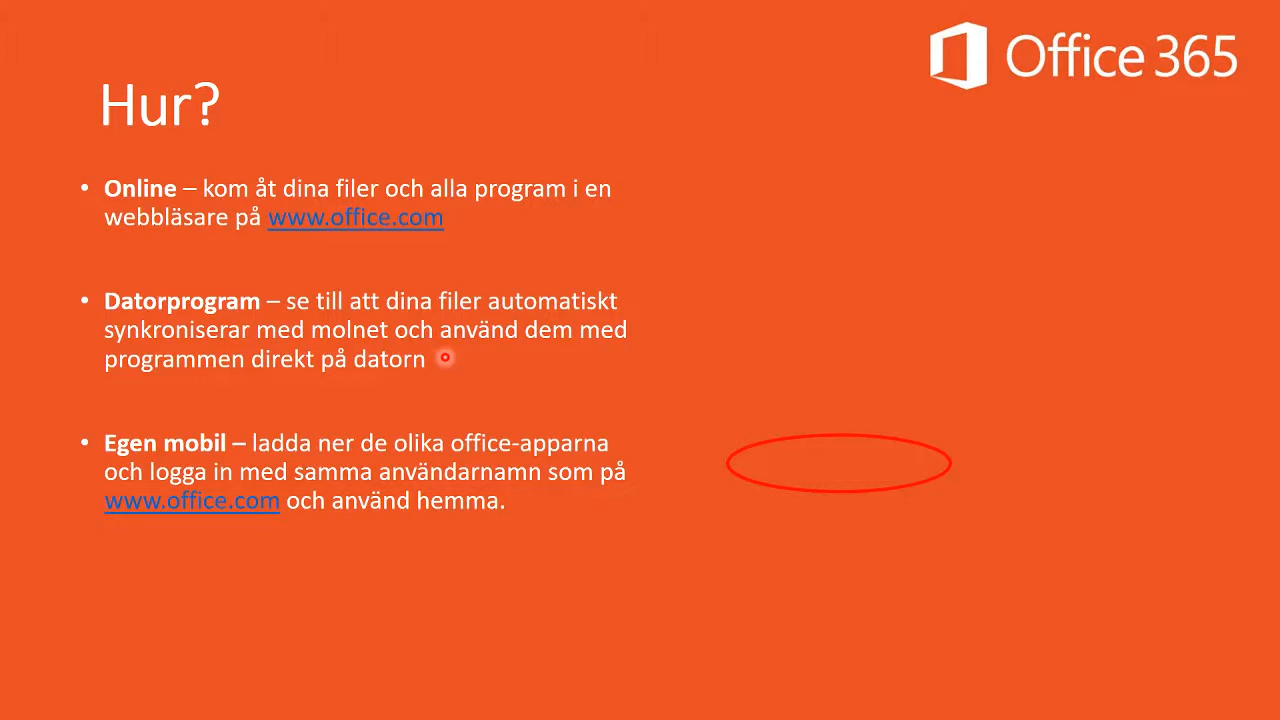 Office 365
Hur?
• Online – kom åt dina filer och alla program i en
webbläsare på www.office.com
• Datorprogram – se till att dina filer automatiskt
synkroniserar med molnet och använd dem med
programmen direkt på datorn
• Egen mobil – ladda ner de olika office-apparna
och logga in med samma användarnamn som på
www.office.com och använd hemma.